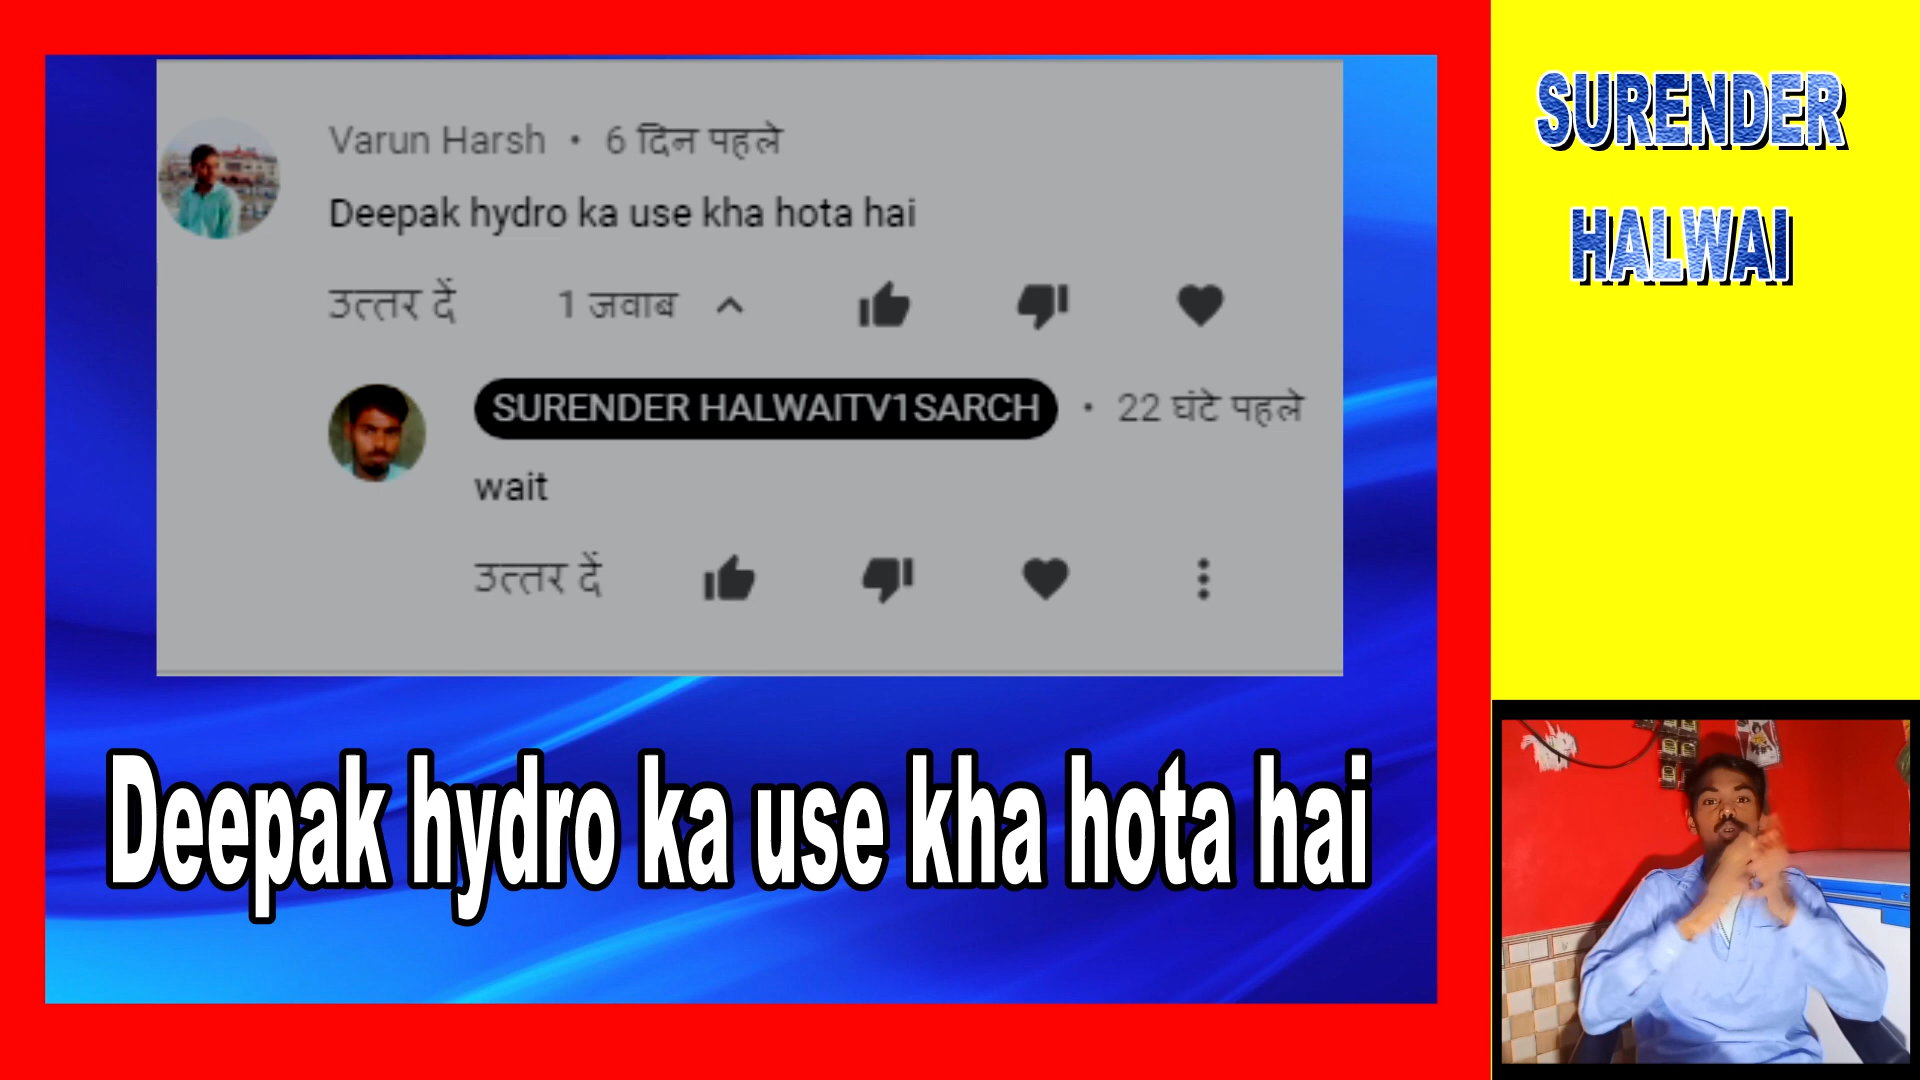 Varun Harsh • 6 दिन पहले
Deepak hydro ka use kha hota hai
उत्तर दें 1 जवाब
SURENDER HALWAITV1SARCH • 22 घंटे पहले
wait
उत्तर दें
Deepak hydro ka use kha hota hai
SURENDER
HALWAI